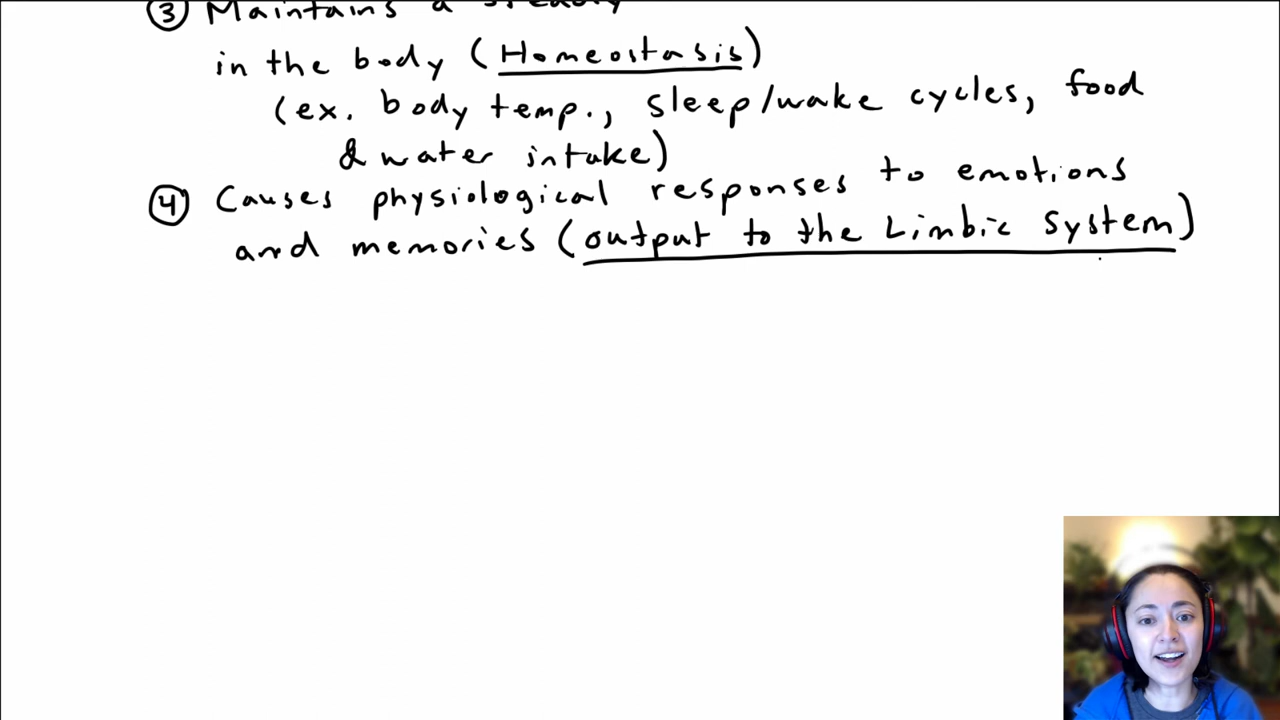 ③ Maintains a steady
in the body (Homeostasis)
(ex. body temp., sleep/wake cycles, food
& water intake)
④ Causes physiological responses to emotions
and memories (output to the Limbic System)